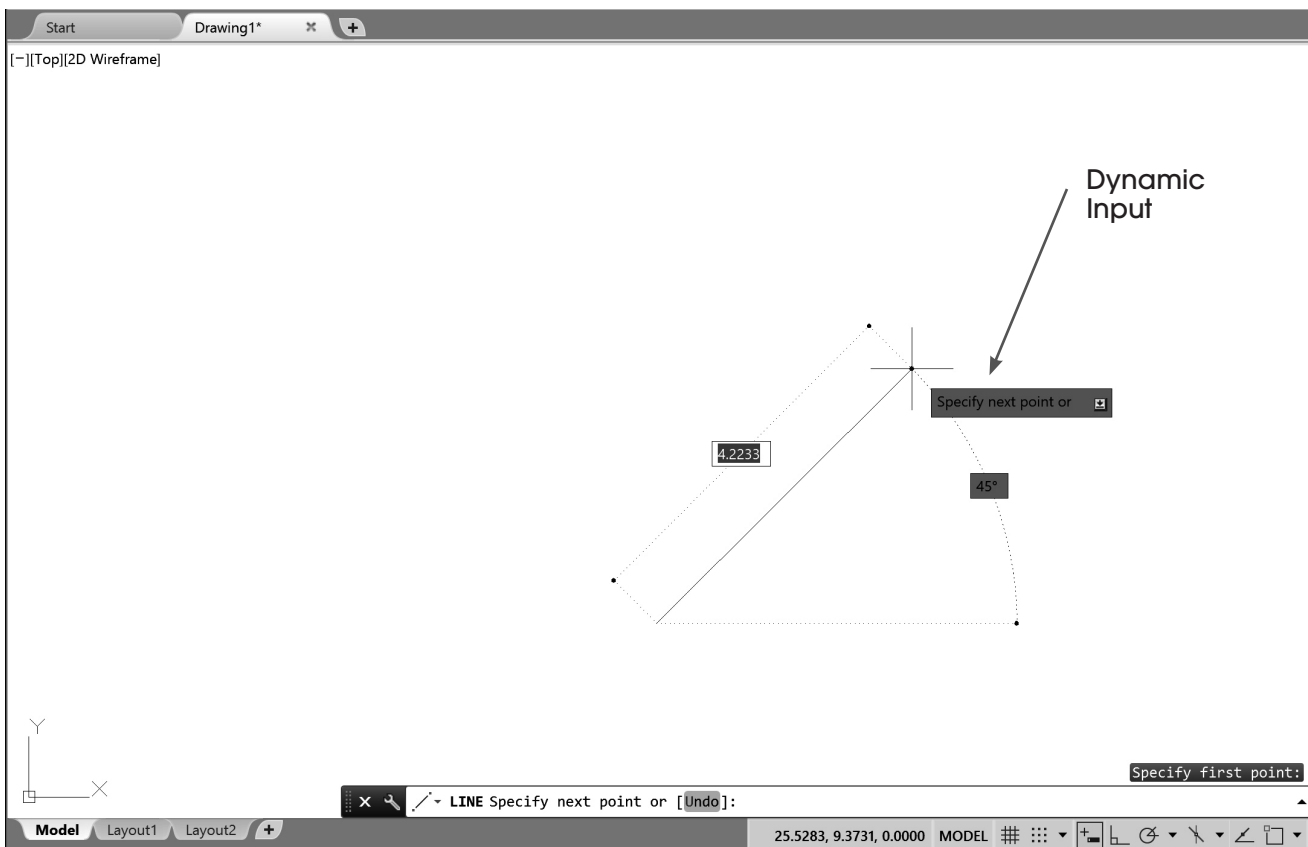 Start
Drawing1*
[−][Top][2D Wireframe]
Dynamic
Input
Specify next point or
4.2233
45°
Y
X
Specify first point:
LINE Specify next point or [Undo]:
Model
Layout1
Layout2
25.5283, 9.3731, 0.0000 MODEL